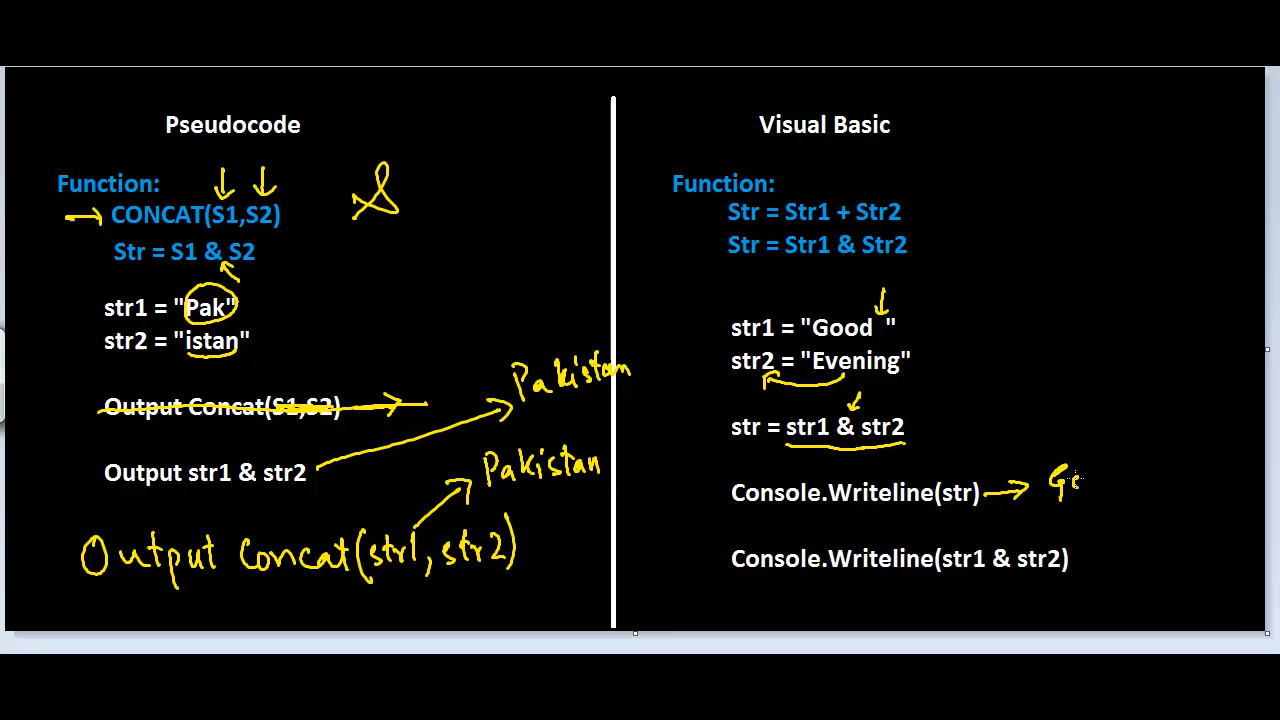 Pseudocode
Function:
CONCAT(S1,S2)
&
Str = S1 & S2
str1 = "Pak"
str2 = "istan"
Output Concat(S1,S2)
Pakistan
Output str1 & str2
Pakistan
Output Concat(str1, str2)
Visual Basic
Function:
Str = Str1 + Str2
Str = Str1 & Str2
str1 = "Good  "
str2 = "Evening"
str = str1 & str2
Console.Writeline(str)
Console.Writeline(str1 & str2)